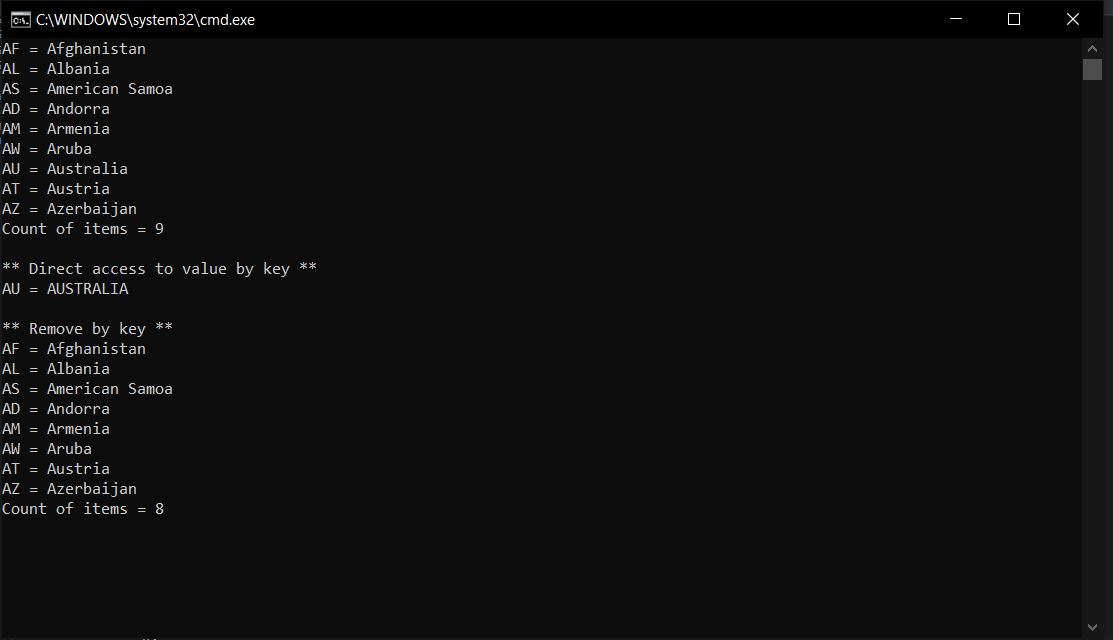 C:\WINDOWS\system32\cmd.exe
AF = Afghanistan
AL = Albania
AS = American Samoa
AD = Andorra
AM = Armenia
AW = Aruba
AU = Australia
AT = Austria
AZ = Azerbaijan
Count of items = 9
** Direct access to value by key **
AU = AUSTRALIA
** Remove by key **
AF = Afghanistan
AL = Albania
AS = American Samoa
AD = Andorra
AM = Armenia
AW = Aruba
AT = Austria
AZ = Azerbaijan
Count of items = 8